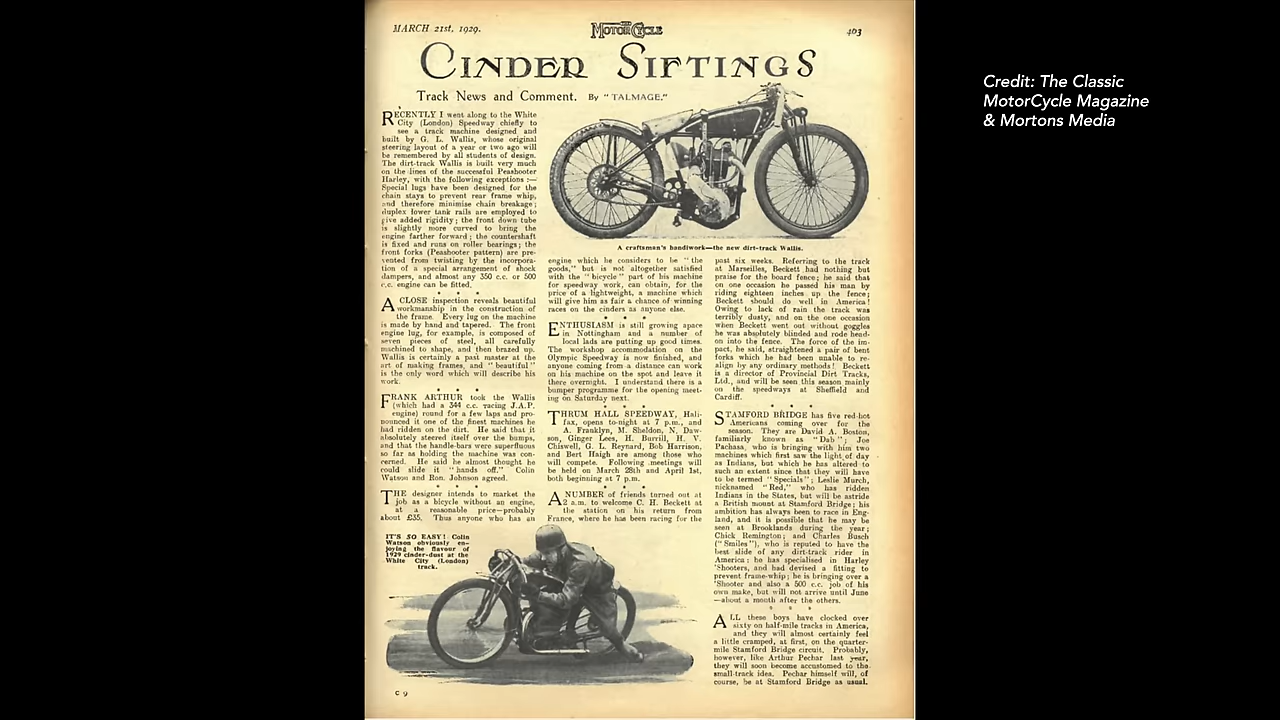 MARCH 21st, 1929.
THE MOTOR CYCLE
403
CINDER SIFTINGS
Track News and Comment. By "TALMAGE."
RECENTLY I went along to the White
City (London) Speedway chiefly to
see a track machine designed and
built by G. L. Wallis, whose original
steering layout of a year or two ago will
be remembered by all students of design.
The dirt-track Wallis is built very much
on the lines of the successful Peashooter
Harley, with the following exceptions :—
Special lugs have been designed for the
chain stays to prevent rear frame whip,
and therefore minimise chain breakage;
duplex lower tank rails are employed to
give added rigidity; the front down tube
is slightly more curved to bring the
engine farther forward; the countershaft
is fixed and runs on roller bearings; the
front forks (Peashooter pattern) are pre-
vented from twisting by the incorpora-
tion of a special arrangement of shock
dampers, and almost any 350 c.c. or 500
c.c. engine can be fitted.
* * *
A CLOSE inspection reveals beautiful
workmanship in the construction of
the frame. Every lug on the machine
is made by hand and tapered. The front
engine lug, for example, is composed of
seven pieces of steel, all carefully
machined to shape, and then brazed up.
Wallis is certainly a past master at the
art of making frames, and "beautiful"
is the only word which will describe his
work.
* * *
FRANK ARTHUR took the Wallis
(which had a 344 c.c. racing J.A.P.
engine) round for a few laps and pro-
nounced it one of the finest machines he
had ridden on the dirt. He said that it
absolutely steered itself over the bumps,
and that the handle-bars were superfluous
so far as holding the machine was con-
cerned. He said he almost thought he
could slide it "hands off." Colin
Watson and Ron. Johnson agreed.
* * *
THE designer intends to market the
job as a bicycle without an engine,
at a reasonable price—probably
about £35. Thus anyone who has an
A craftsman's handiwork—the new dirt-track Wallis.
engine which he considers to be "the
goods," but is not altogether satisfied
with the "bicycle" part of his machine
for speedway work, can obtain, for the
price of a lightweight, a machine which
will give him as fair a chance of winning
races on the cinders as anyone else.
* * *
ENTHUSIASM is still growing apace
in Nottingham and a number of
local lads are putting up good times.
The workshop accommodation on the
Olympic Speedway is now finished, and
anyone coming from a distance can work
on his machine on the spot and leave it
there overnight. I understand there is a
bumper programme for the opening meet-
ing on Saturday next.
* * *
THRUM HALL SPEEDWAY, Hali-
fax, opens to-night at 7 p.m., and
A. Franklyn, M. Sheldon, N. Daw-
son, Ginger Lees, H. Burrill, H. V.
Chiswell, G. L. Reynard, Bob Harrison,
and Bert Haigh are among those who
will compete. Following meetings will
be held on March 28th and April 1st,
both beginning at 7 p.m.
* * *
A NUMBER of friends turned out at
2 a.m. to welcome C. H. Beckett at
the station on his return from
France, where he has been racing for the
past six weeks. Referring to the track
at Marseilles, Beckett had nothing but
praise for the board fence; he said that
on one occasion he passed his man by
riding eighteen inches up the fence;
Beckett should do well in America!
Owing to lack of rain the track was
terribly dusty, and on the one occasion
when Beckett went out without goggles
he was absolutely blinded and rode head-
on into the fence. The force of the im-
pact, he said, straightened a pair of bent
forks which he had been unable to re-
align by any ordinary methods! Beckett
is a director of Provincial Dirt Tracks,
Ltd., and will be seen this season mainly
on the speedways at Sheffield and
Cardiff.
* * *
STAMFORD BRIDGE has five red-hot
Americans coming over for the
season. They are David A. Boston,
familiarly known as "Dab"; Joe
Pachasa, who is bringing with him two
machines which first saw the light of day
as Indians, but which he has altered to
such an extent since that they will have
to be termed "Specials"; Leslie Murch,
nicknamed "Red," who has ridden
Indians in the States, but will be astride
a British mount at Stamford Bridge; his
ambition has always been to race in Eng-
land, and it is possible that he may be
seen at Brooklands during the year;
Chick Remington; and Charles Busch
("Smiles"), who is reputed to have the
best slide of any dirt-track rider in
America: he has specialised in Harley
'Shooters, and had devised a fitting to
prevent frame-whip; he is bringing over a
'Shooter and also a 500 c.c. job of his
own make, but will not arrive until June
—about a month after the others.
* * *
ALL these boys have clocked over
sixty on half-mile tracks in America,
and they will almost certainly feel
a little cramped, at first, on the quarter-
mile Stamford Bridge circuit. Probably,
however, like Arthur Pechar last year,
they will soon become accustomed to the
small-track idea. Pechar himself will, of
course, be at Stamford Bridge as usual.
IT'S SO EASY! Colin
Watson obviously en-
joying the flavour of
1929 cinder-dust at the
White City (London)
track.
C 9
Credit: The Classic
MotorCycle Magazine
& Mortons Media